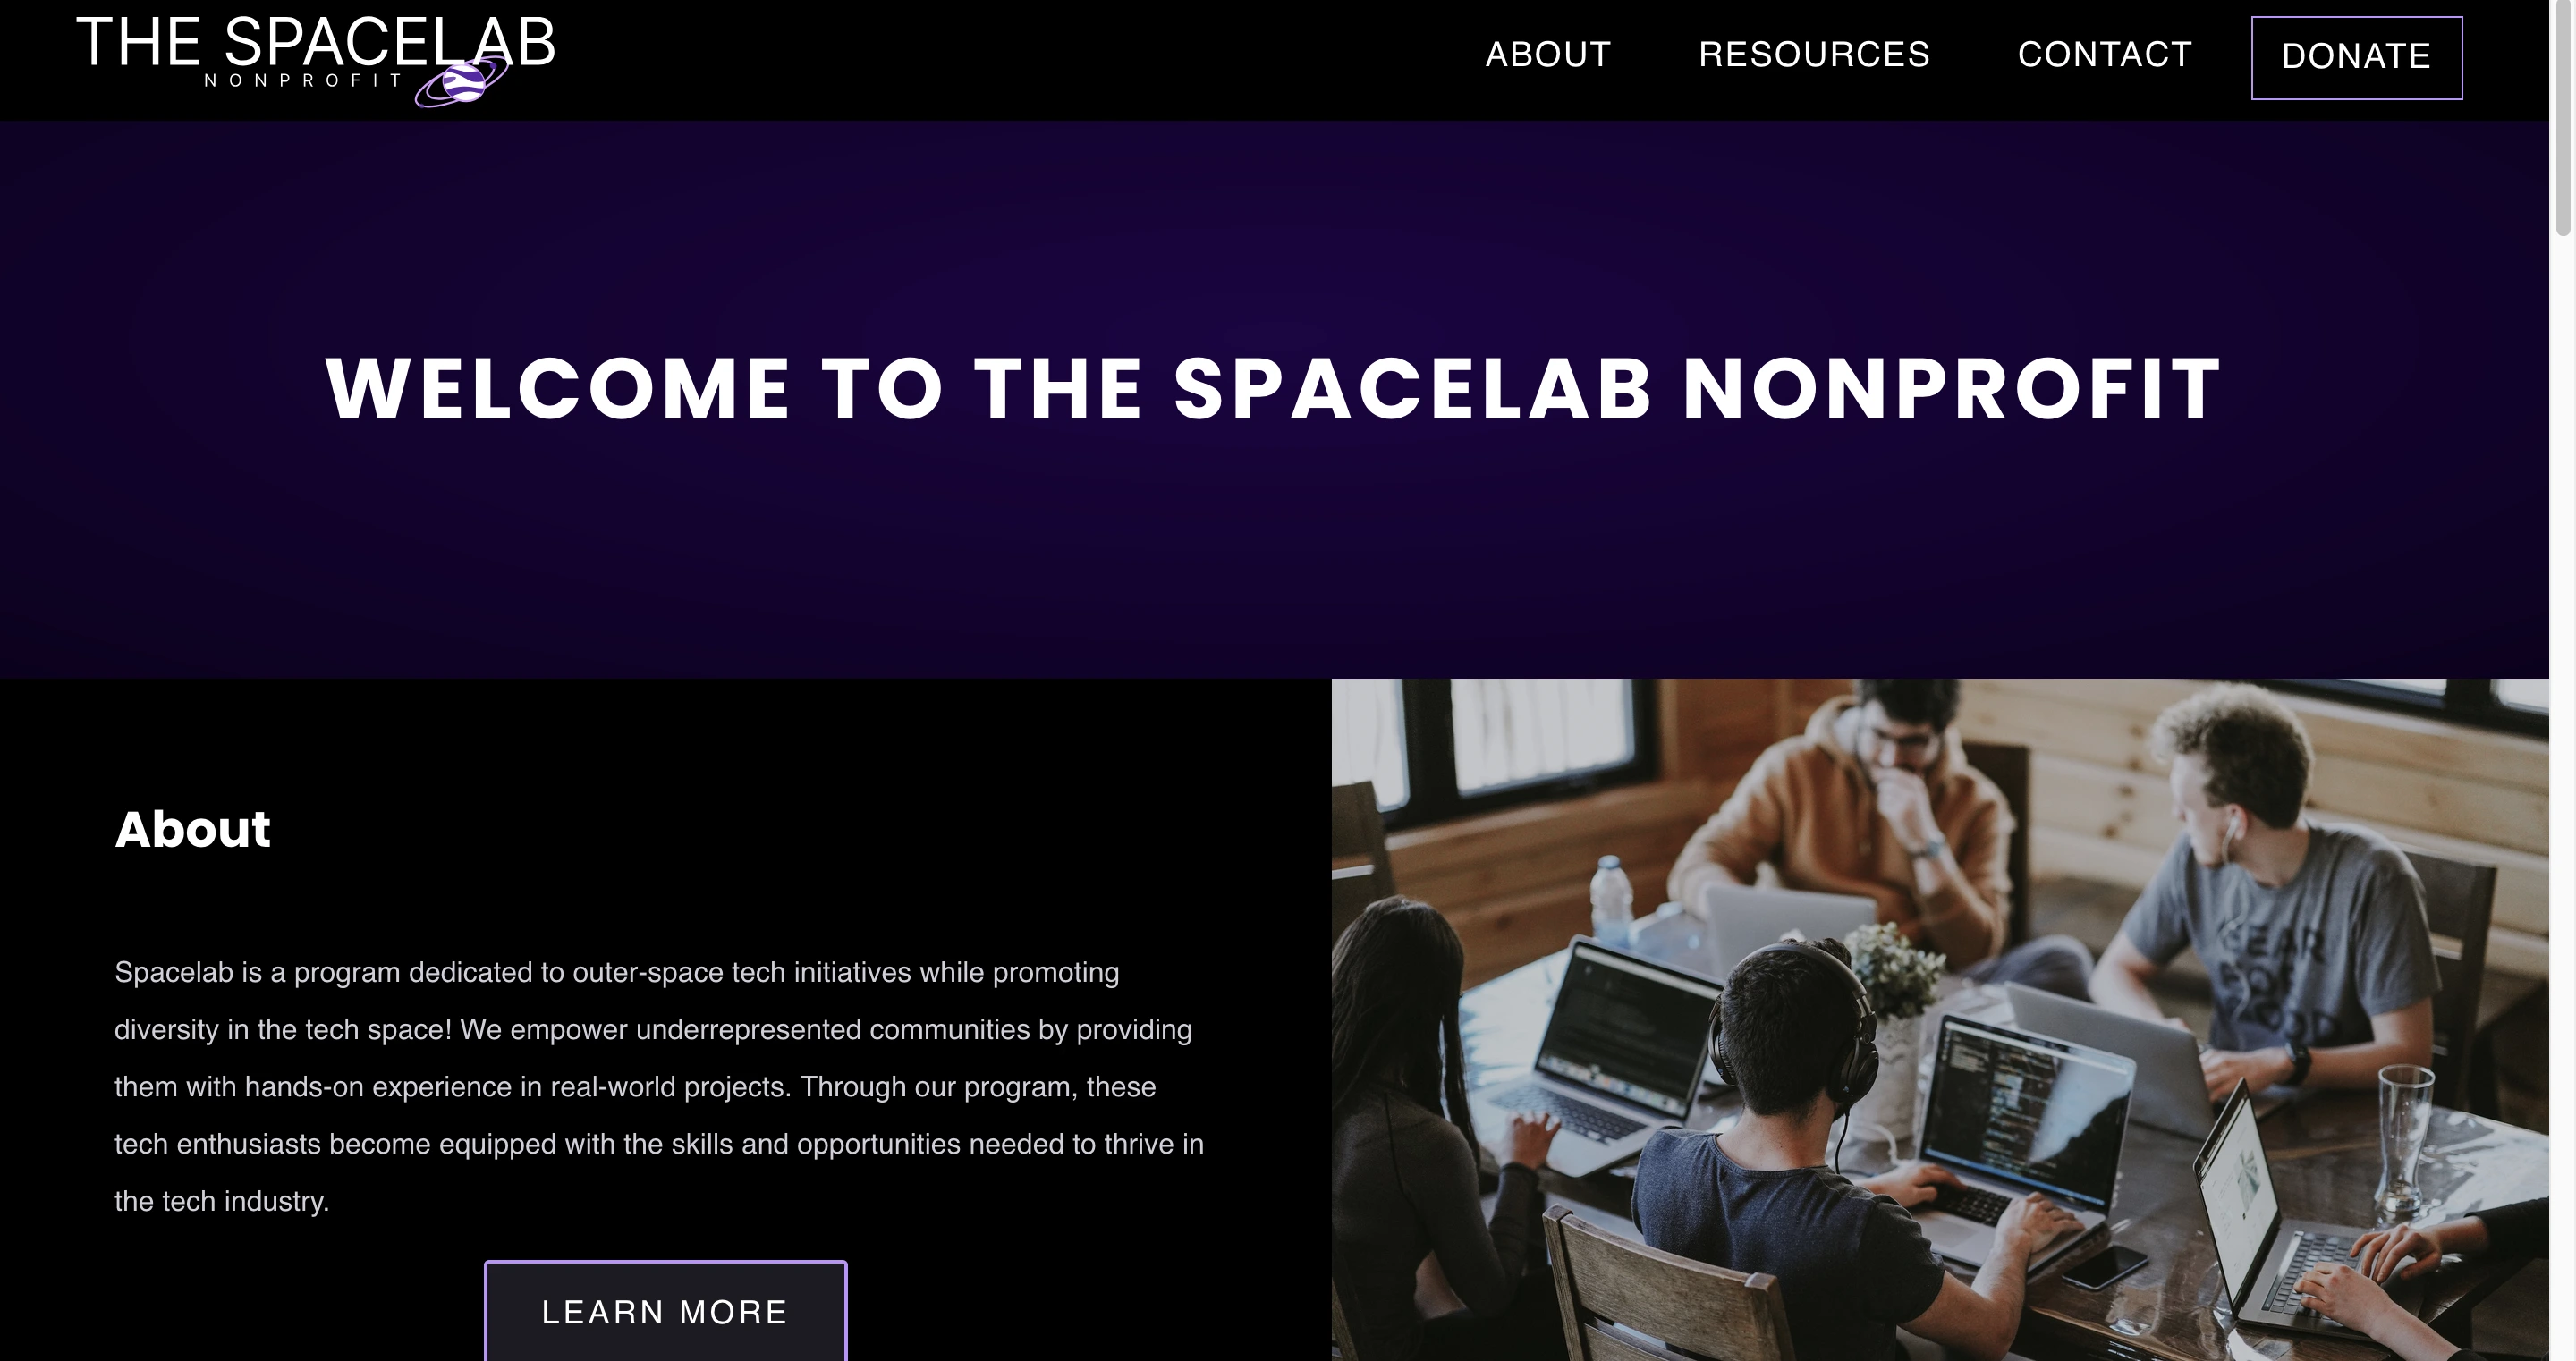 THE SPACELAB
NONPROFIT
ABOUT
RESOURCES
CONTACT
DONATE
WELCOME TO THE SPACELAB NONPROFIT
About
Spacelab is a program dedicated to outer-space tech initiatives while promoting
diversity in the tech space! We empower underrepresented communities by providing
them with hands-on experience in real-world projects. Through our program, these
tech enthusiasts become equipped with the skills and opportunities needed to thrive in
the tech industry.
LEARN MORE